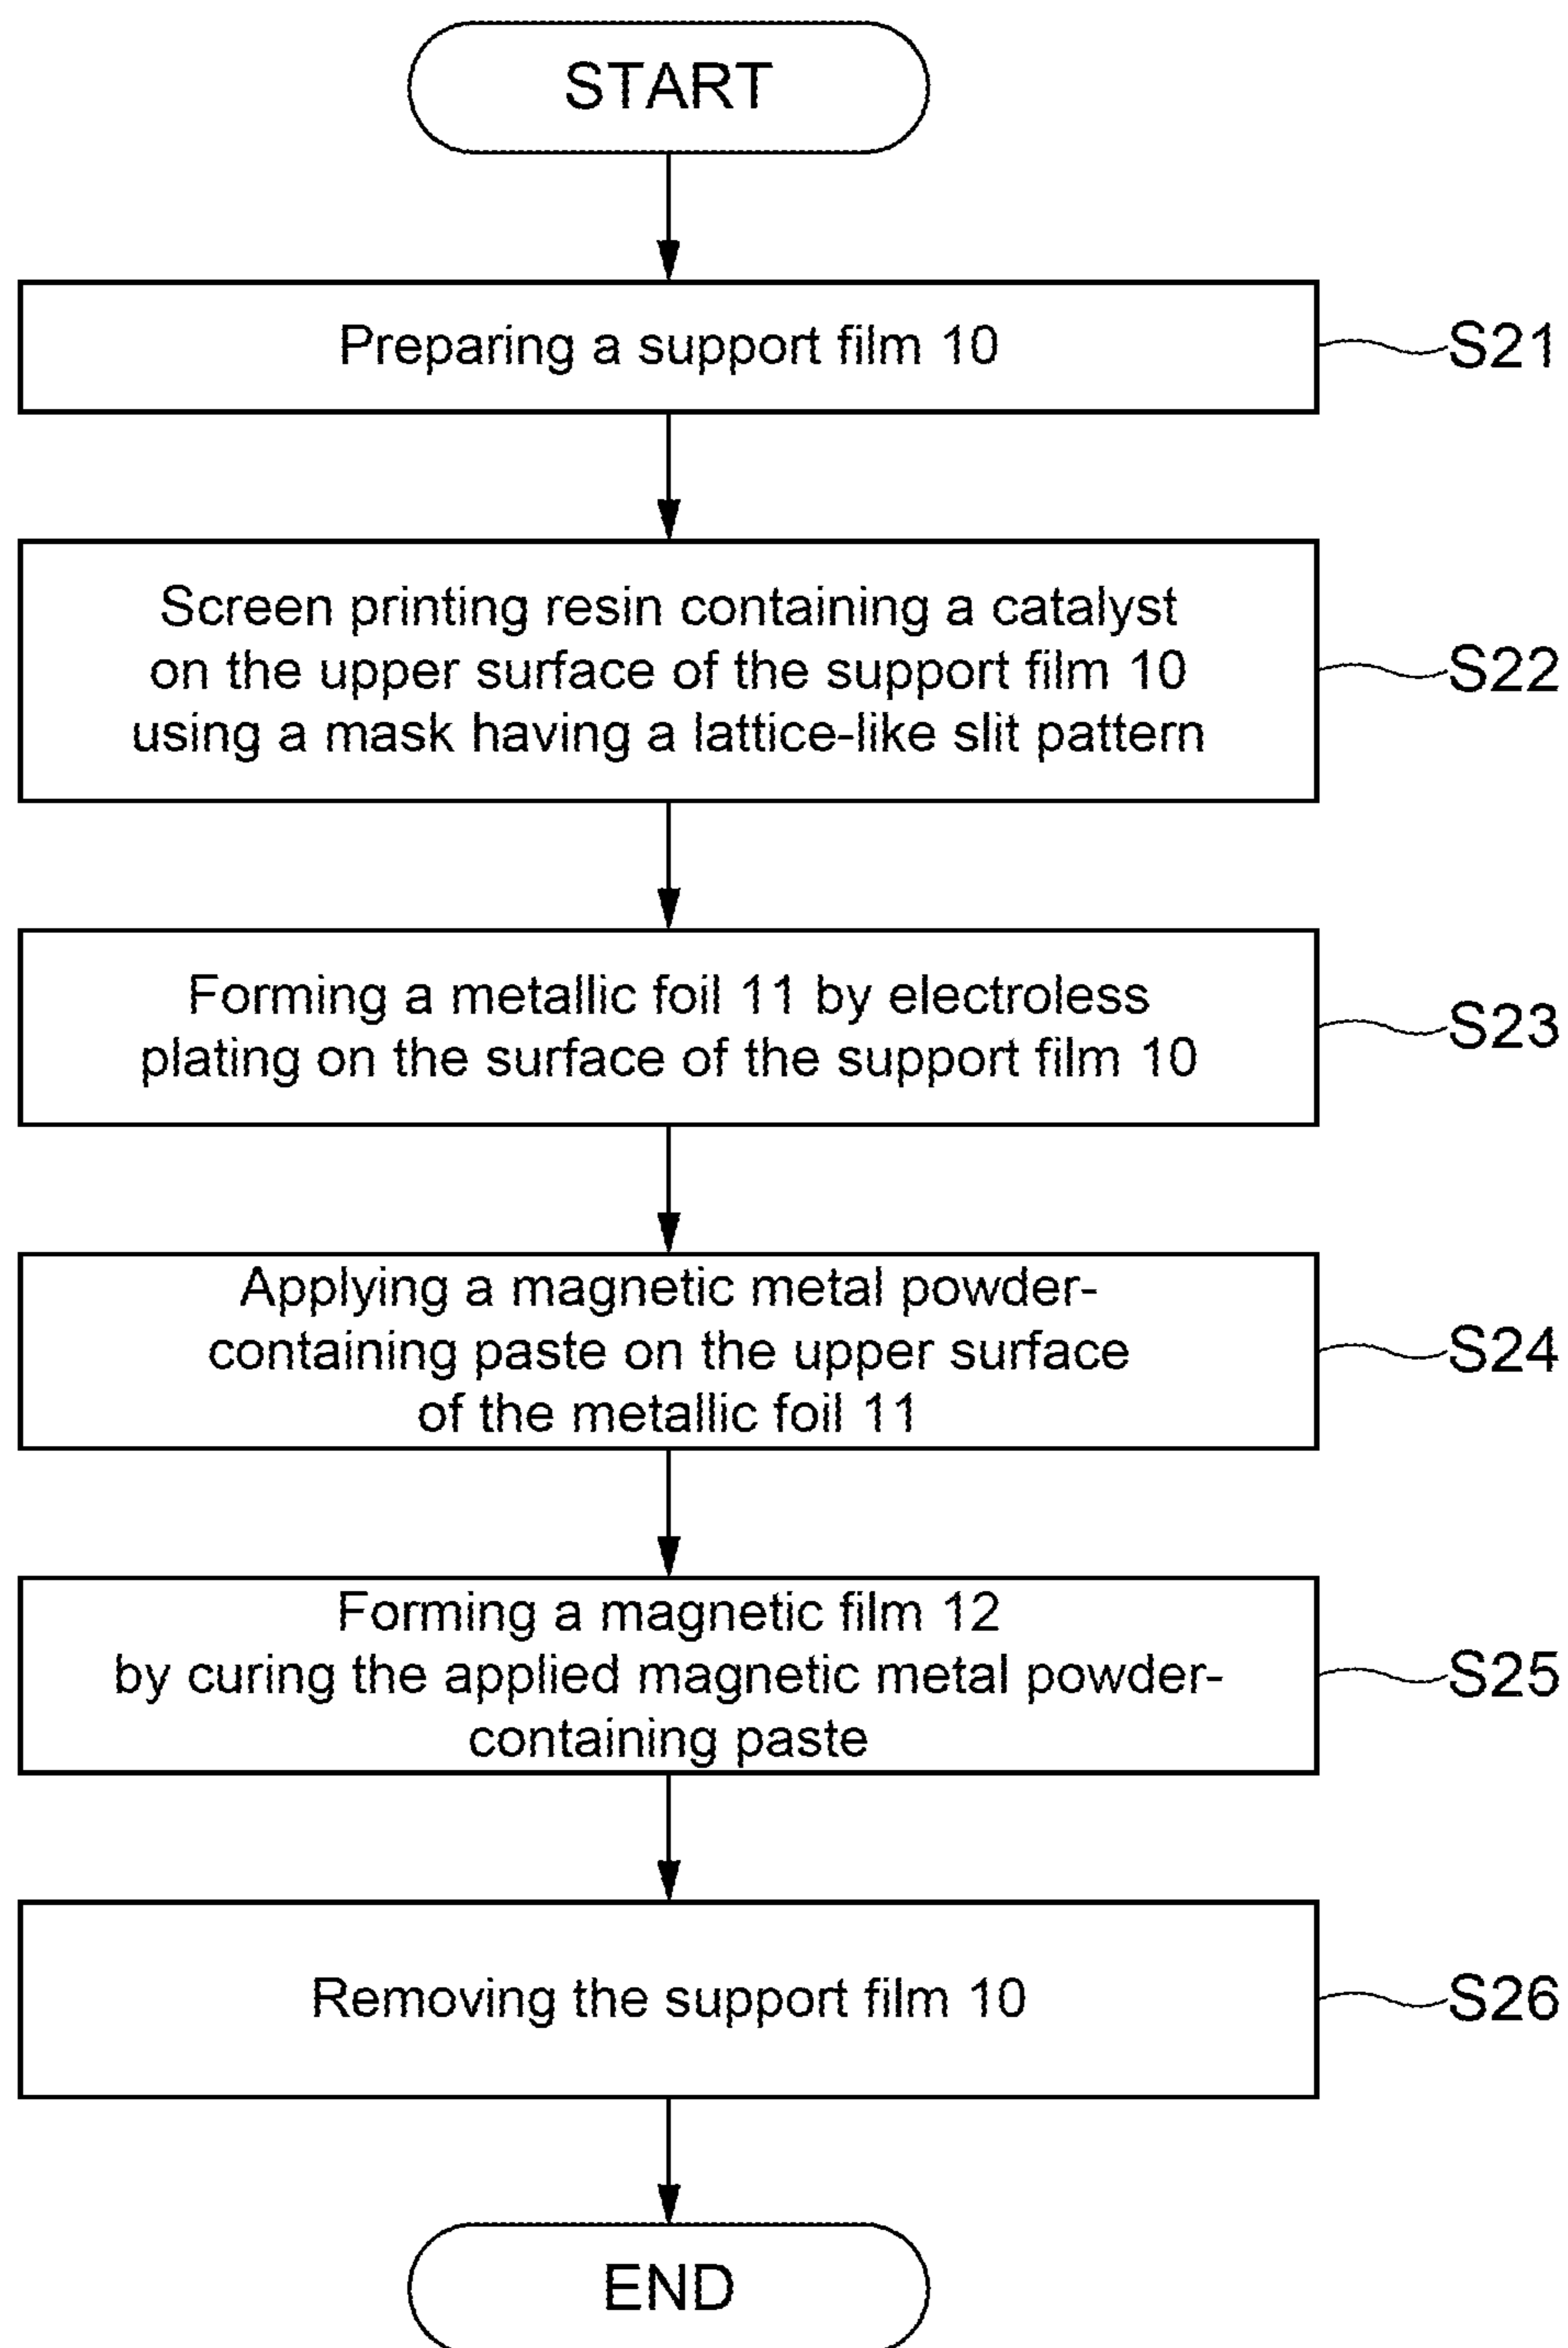 START
Preparing a support film 10
S21
Screen printing resin containing a catalyst
on the upper surface of the support film 10
using a mask having a lattice-like slit pattern
S22
Forming a metallic foil 11 by electroless
plating on the surface of the support film 10
S23
Applying a magnetic metal powder-
containing paste on the upper surface
of the metallic foil 11
S24
Forming a magnetic film 12
by curing the applied magnetic metal powder-
containing paste
S25
Removing the support film 10
S26
END